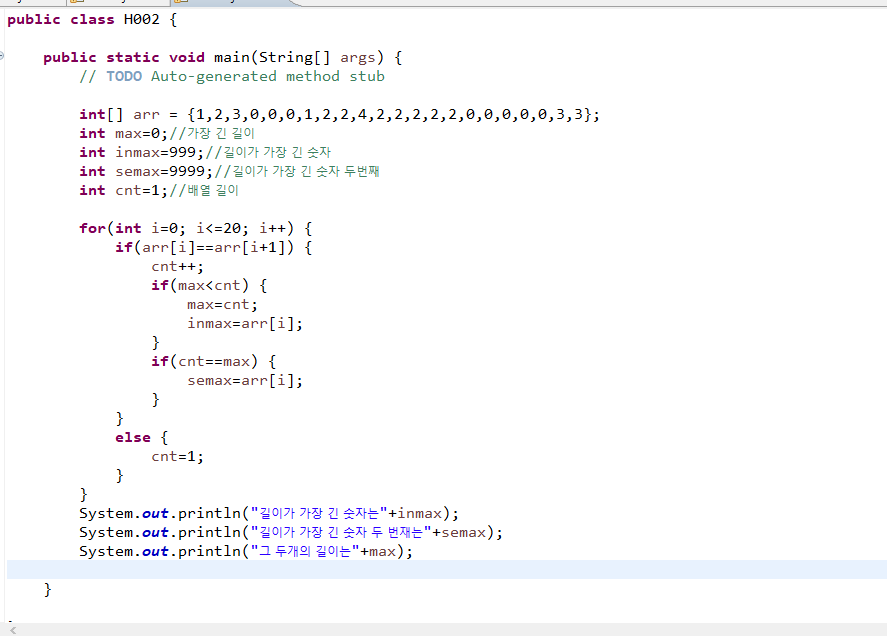 public class H002 {
public static void main(String[] args) {
// TODO Auto-generated method stub
int[] arr = {1,2,3,0,0,0,1,2,2,4,2,2,2,2,2,0,0,0,0,0,3,3};
int max=0;//가장 긴 길이
int inmax=999;//길이가 가장 긴 숫자
int semax=9999;//길이가 가장 긴 숫자 두번째
int cnt=1;//배열 길이
for(int i=0; i<=20; i++) {
if(arr[i]==arr[i+1]) {
cnt++;
if(max<cnt) {
max=cnt;
inmax=arr[i];
}
if(cnt==max) {
semax=arr[i];
}
}
else {
cnt=1;
}
}
System.out.println("길이가 가장 긴 숫자는"+inmax);
System.out.println("길이가 가장 긴 숫자 두 번재는"+semax);
System.out.println("그 두개의 길이는"+max);
}